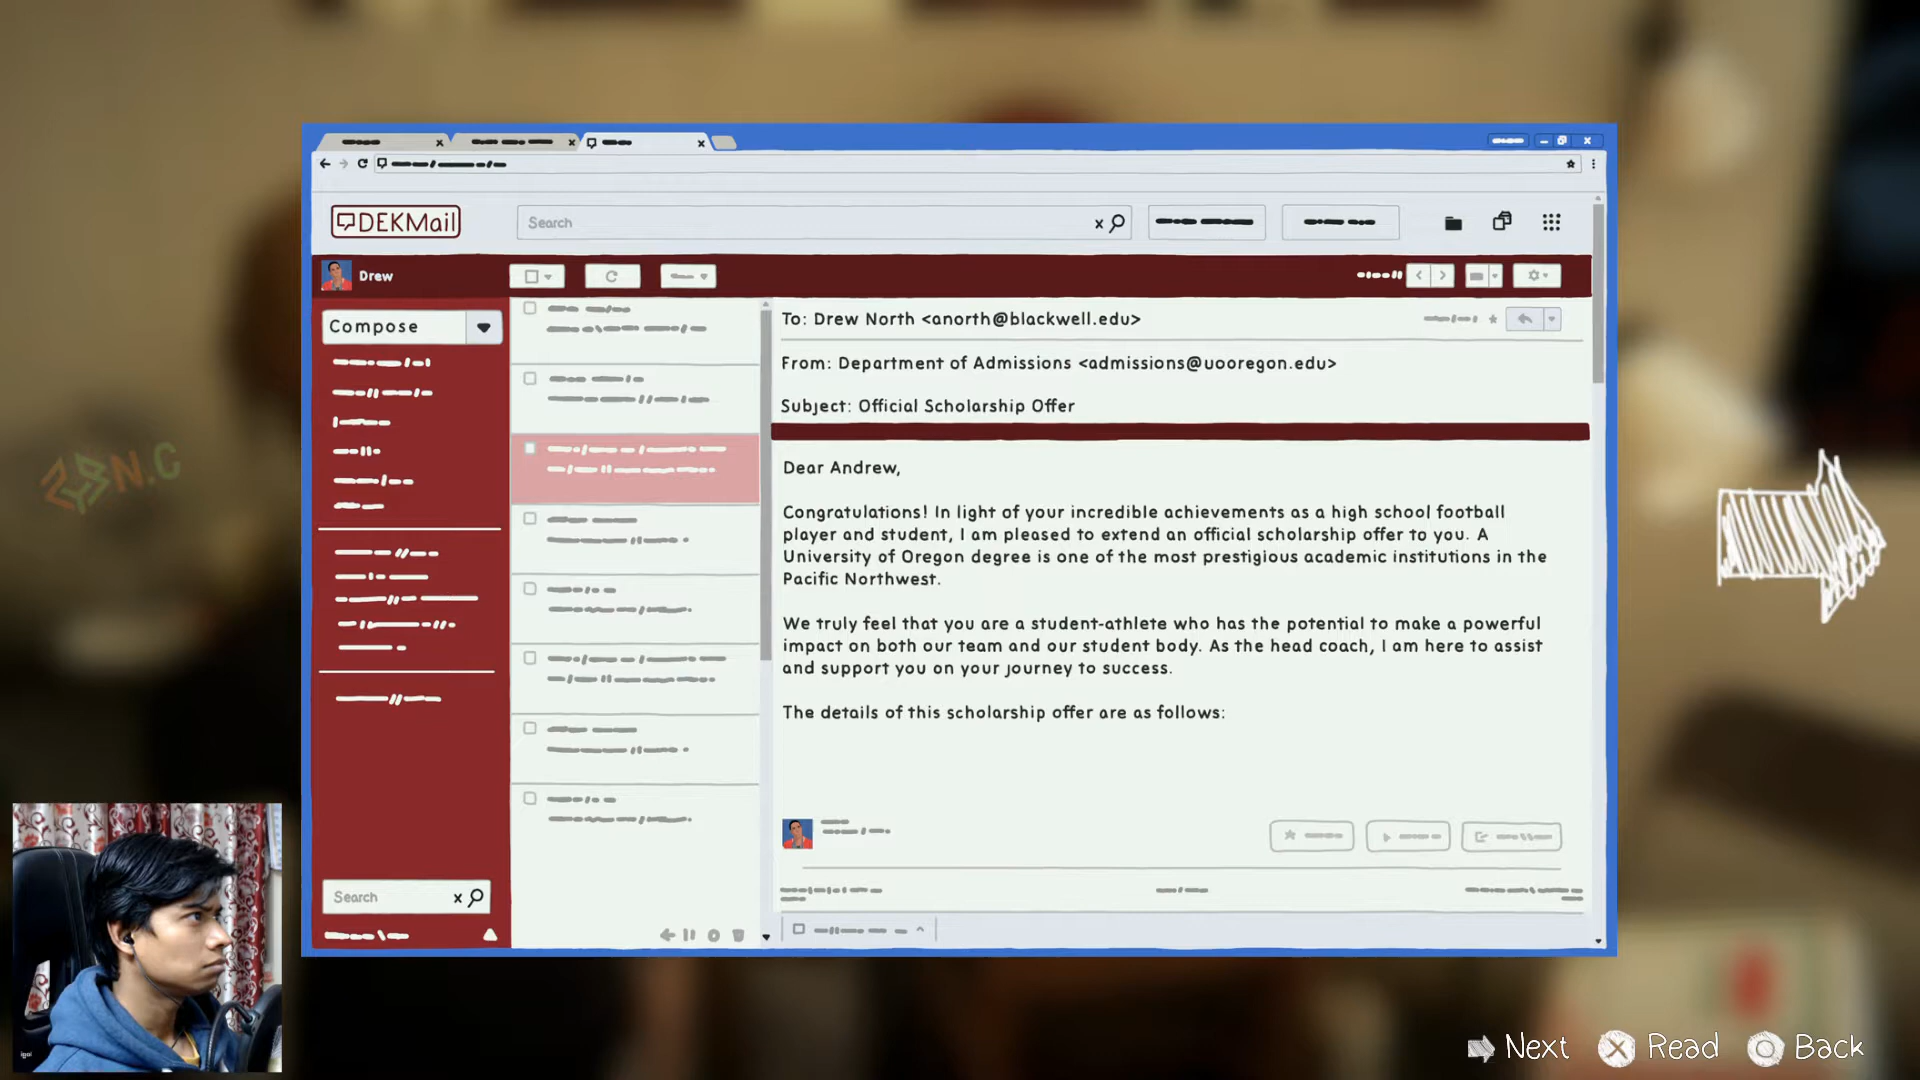 DEKMail
Search
x
Drew
Compose
To: Drew North <anorth@blackwell.edu>
From: Department of Admissions <admissions@uooregon.edu>
Subject: Official Scholarship Offer
Dear Andrew,
Congratulations! In light of your incredible achievements as a high school football
player and student, I am pleased to extend an official scholarship offer to you. A
University of Oregon degree is one of the most prestigious academic institutions in the
Pacific Northwest.
We truly feel that you are a student-athlete who has the potential to make a powerful
impact on both our team and our student body. As the head coach, I am here to assist
and support you on your journey to success.
The details of this scholarship offer are as follows:
Search
x
Next
Read
Back